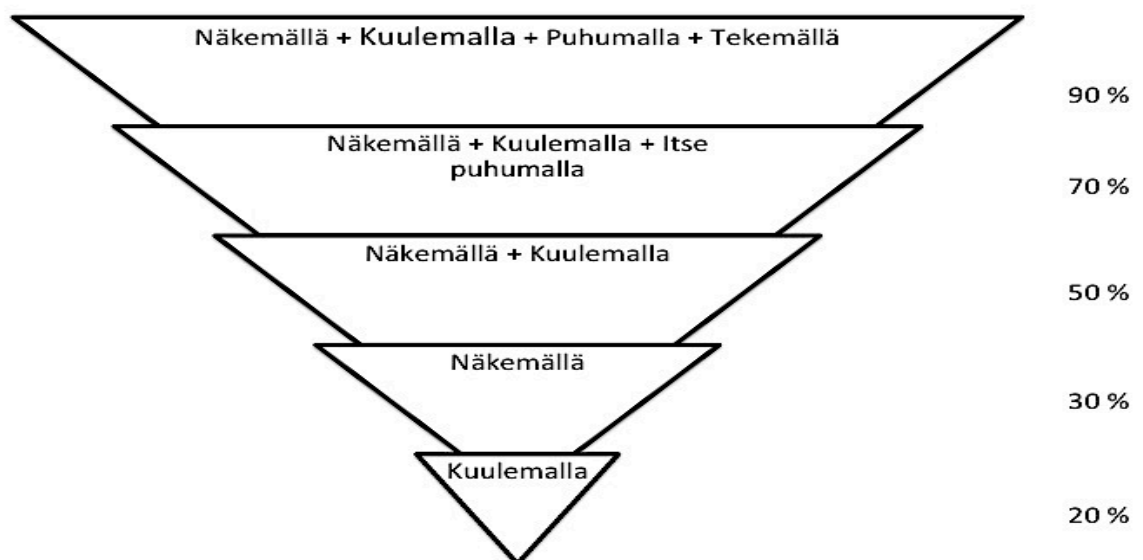 Näkemällä + Kuulemalla + Puhumalla + Tekemällä
90 %
Näkemällä + Kuulemalla + Itse
puhumalla
70 %
Näkemällä + Kuulemalla
50 %
Näkemällä
30 %
Kuulemalla
20 %